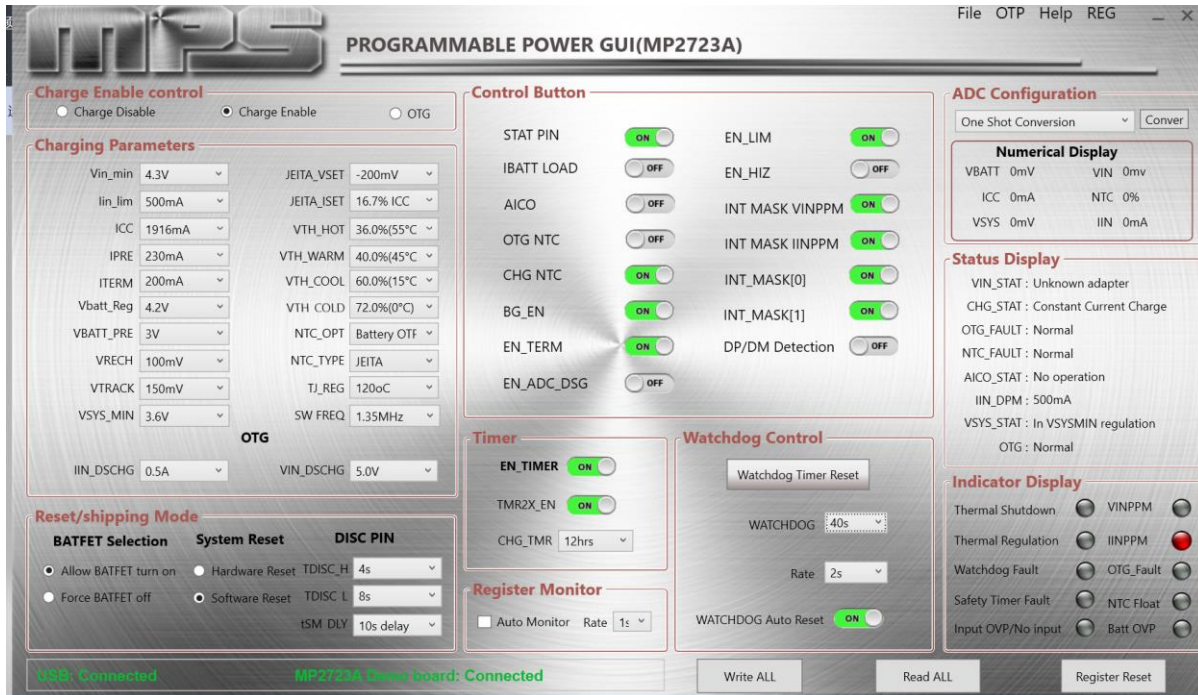 MPS
PROGRAMMABLE POWER GUI(MP2723A)
File OTP Help REG
Charge Enable control
Charge Disable
Charge Enable
OTG
Charging Parameters
Vin_min 4.3V
Iin_lim 500mA
ICC 1916mA
IPRE 230mA
ITERM 200mA
Vbatt_Reg 4.2V
VBATT_PRE 3V
VRECH 100mV
VTRACK 150mV
VSYS_MIN 3.6V
JEITA_VSET -200mV
JEITA_ISET 16.7% ICC
VTH_HOT 36.0%(55°C
VTH_WARM 40.0%(45°C
VTH_COOL 60.0%(15°C
VTH COLD 72.0%(0°C)
NTC_OPT Battery OTF
NTC_TYPE JEITA
TJ_REG 120oC
SW FREQ 1.35MHz
OTG
IIN_DSCHG 0.5A
VIN_DSCHG 5.0V
Reset/shipping Mode
BATFET Selection
Allow BATFET turn on
Force BATFET off
System Reset
Hardware Reset
Software Reset
DISC PIN
TDISC_H 4s
TDISC L 8s
tSM DLY 10s delay
Control Button
STAT PIN ON
IBATT LOAD OFF
AICO OFF
OTG NTC OFF
CHG NTC ON
BG_EN ON
EN_TERM ON
EN_ADC_DSG OFF
EN_LIM ON
EN_HIZ OFF
INT MASK VINPPM ON
INT MASK IINPPM ON
INT_MASK[0] ON
INT_MASK[1] ON
DP/DM Detection OFF
Timer
EN_TIMER ON
TMR2X_EN ON
CHG_TMR 12hrs
Register Monitor
Auto Monitor Rate 1s
Watchdog Control
Watchdog Timer Reset
WATCHDOG 40s
Rate 2s
WATCHDOG Auto Reset ON
ADC Configuration
One Shot Conversion Conver
Numerical Display
VBATT 0mV VIN 0mv
ICC 0mA NTC 0%
VSYS 0mV IIN 0mA
Status Display
VIN_STAT : Unknown adapter
CHG_STAT : Constant Current Charge
OTG_FAULT : Normal
NTC_FAULT : Normal
AICO_STAT : No operation
IIN_DPM : 500mA
VSYS_STAT : In VSYSMIN regulation
OTG : Normal
Indicator Display
Thermal Shutdown VINPPM
Thermal Regulation IINPPM
Watchdog Fault OTG_Fault
Safety Timer Fault NTC Float
Input OVP/No input Batt OVP
USB: Connected
MP2723A Demo board: Connected
Write ALL
Read ALL
Register Reset